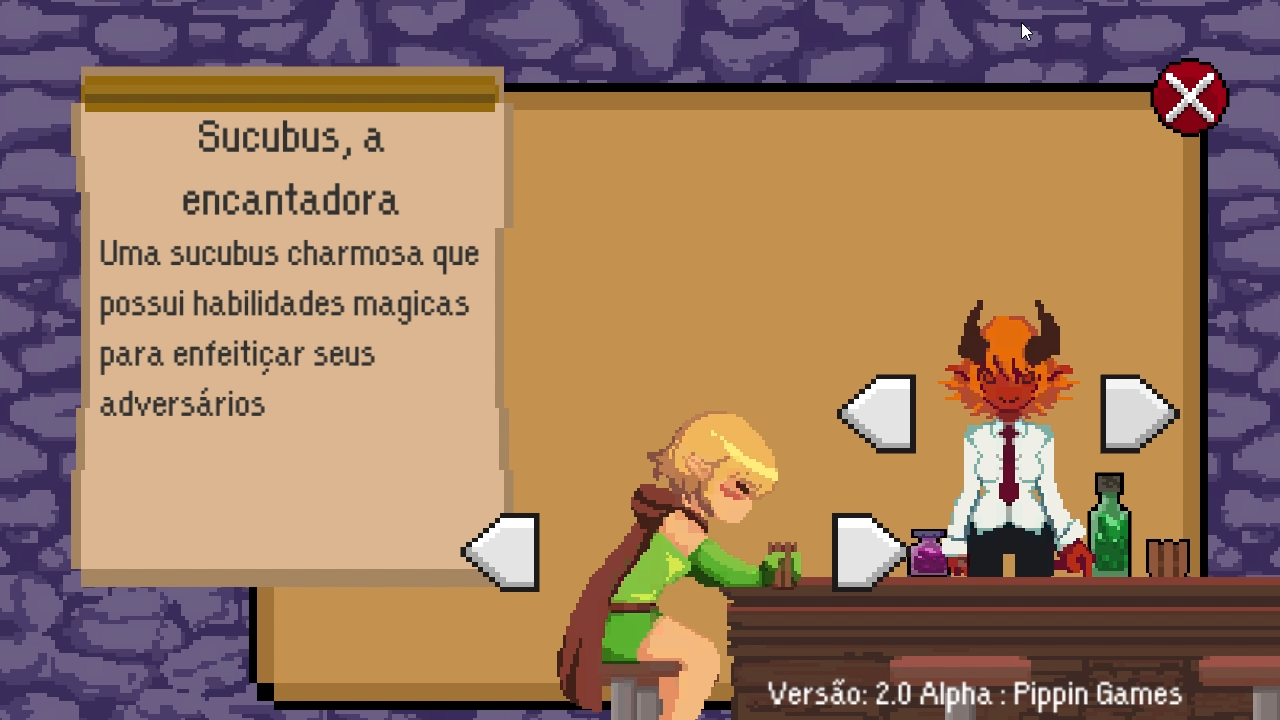 Sucubus, a
encantadora
Uma sucubus charmosa que
possui habilidades magicas
para enfeitiçar seus
adversários
Versão: 2.0 Alpha : Pippin Games